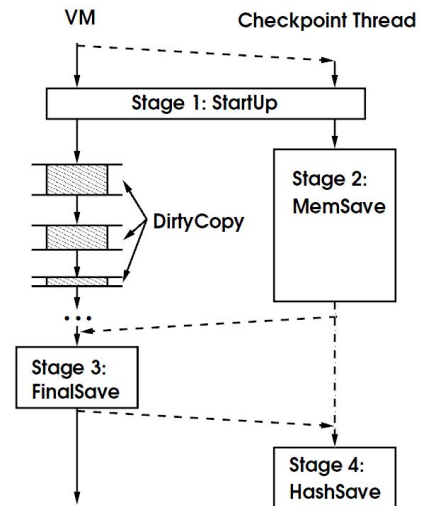 VM
Checkpoint Thread
Stage 1: StartUp
Stage 2:
MemSave
DirtyCopy
...
Stage 3:
FinalSave
Stage 4:
HashSave